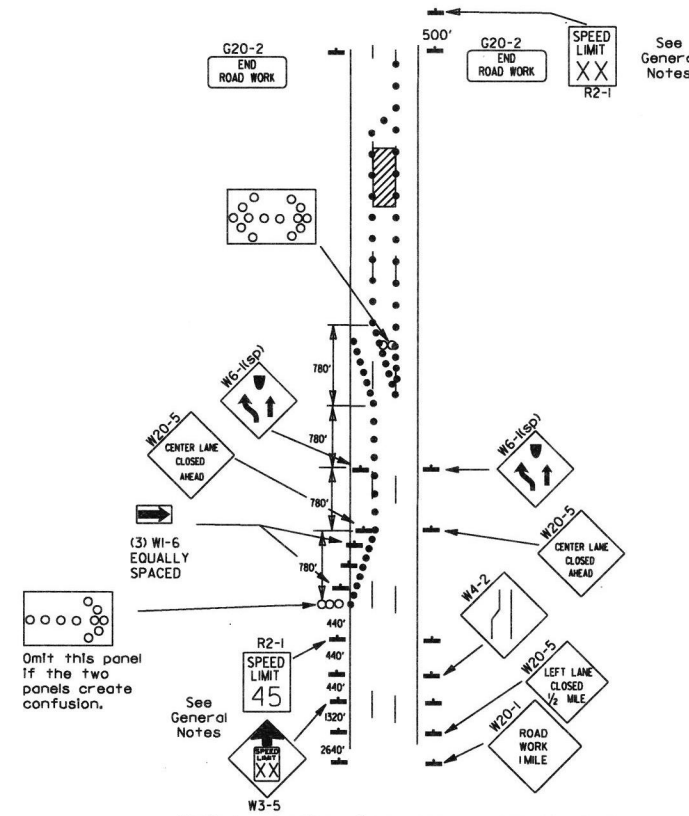 500'
G20-2
END
ROAD WORK
G20-2
END
ROAD WORK
SPEED
LIMIT
XX
R2-1
See
General
Notes
780'
W6-1(sp)
780'
W20-5
CENTER LANE
CLOSED
AHEAD
W6-1(sp)
780'
(3) W1-6
EQUALLY
SPACED
W20-5
CENTER LANE
CLOSED
AHEAD
780'
W4-2
Omit this panel
if the two
panels create
confusion.
440'
R2-1
SPEED
LIMIT
45
440'
W20-5
LEFT LANE
CLOSED
1/2 MILE
See
General
Notes
440'
1320'
W20-1
ROAD
WORK
1 MILE
SPEED
LIMIT
XX
2640'
W3-5